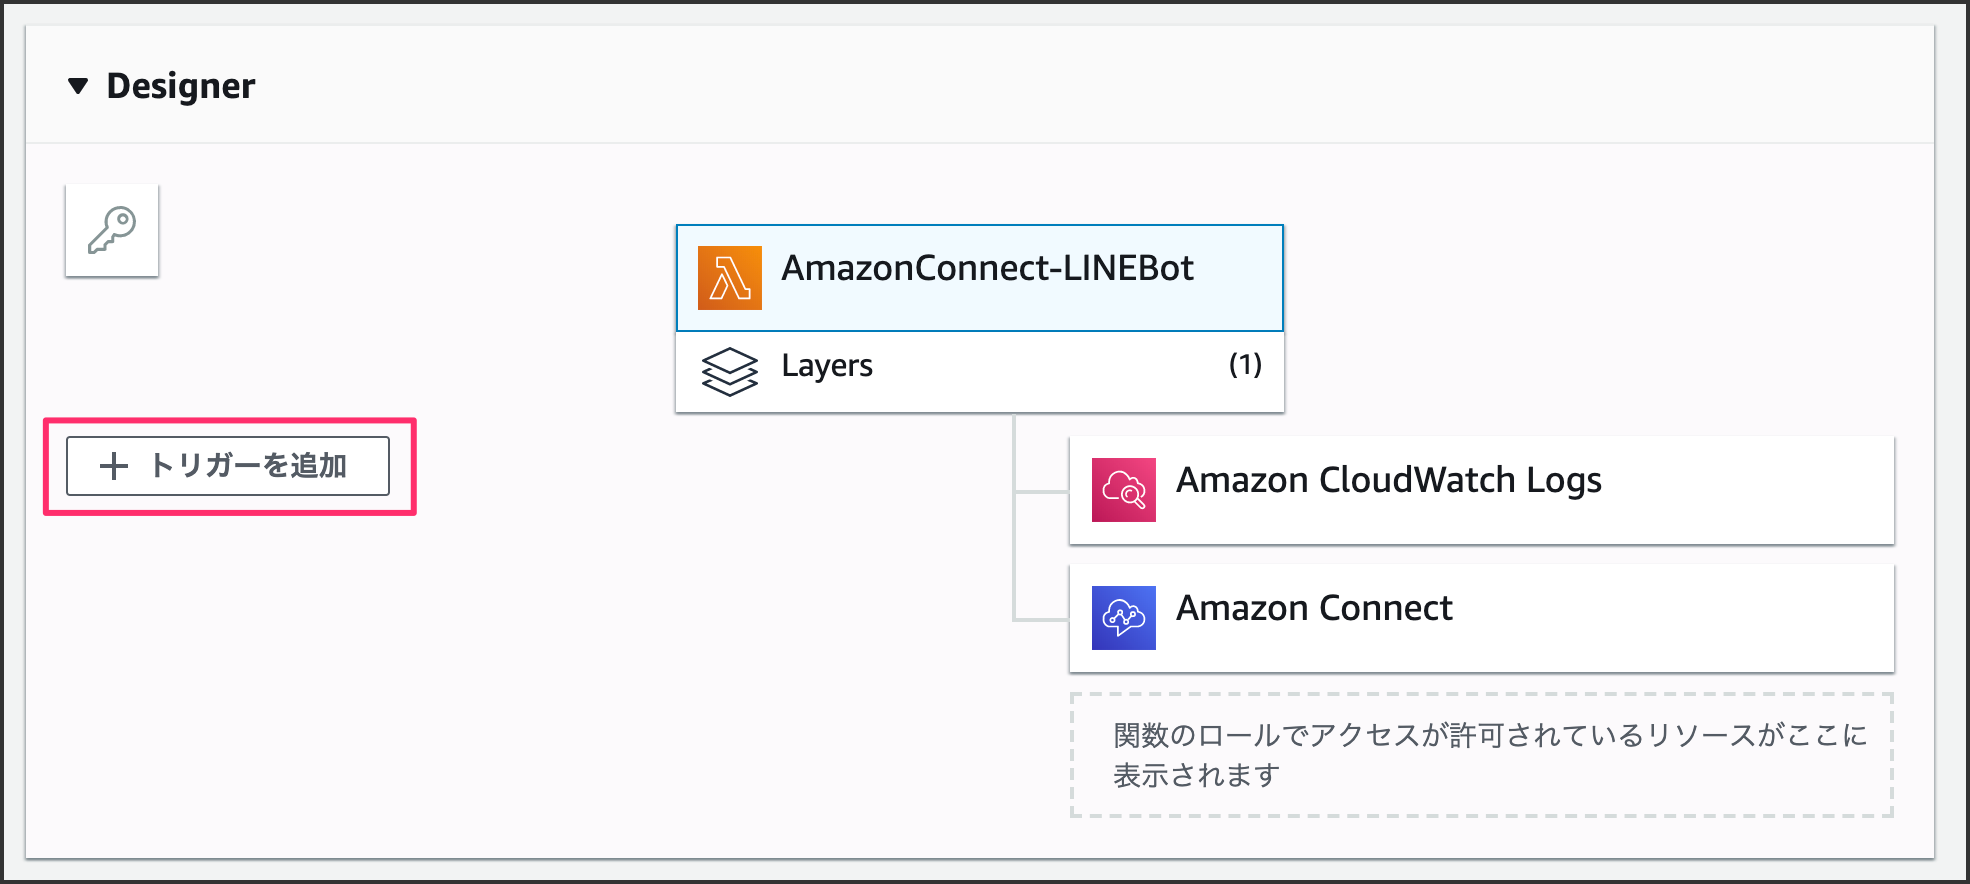 Designer
AmazonConnect-LINEBot
Layers
(1)
トリガーを追加
Amazon CloudWatch Logs
Amazon Connect
関数のロールでアクセスが許可されているリソースがここに
表示されます